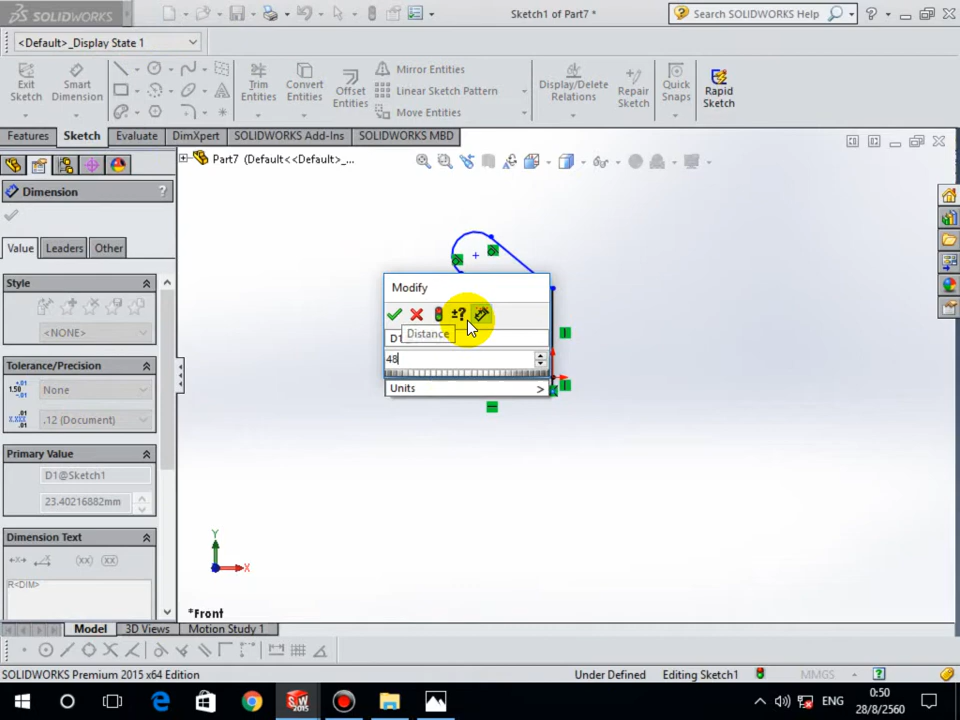 SOLIDWORKS
Sketch1 of Part7 *
Search SOLIDWORKS Help
<Default>_Display State 1
Exit Sketch
Smart Dimension
Trim Entities
Convert Entities
Offset Entities
Mirror Entities
Linear Sketch Pattern
Move Entities
Display/Delete Relations
Repair Sketch
Quick Snaps
Rapid Sketch
Features
Sketch
Evaluate
DimXpert
SOLIDWORKS Add-Ins
SOLIDWORKS MBD
Part7 (Default<<Default>_...
Dimension
?
Value
Leaders
Other
Style
<NONE>
Tolerance/Precision
None
.12 (Document)
Primary Value
D1@Sketch1
23.40216882mm
Dimension Text
R<DIM>
Modify
±?
Distance
48
Units >
Y
X
*Front
Model
3D Views
Motion Study 1
SOLIDWORKS Premium 2015 x64 Edition
Under Defined
Editing Sketch1
MMGS
ENG
0:50
28/8/2560